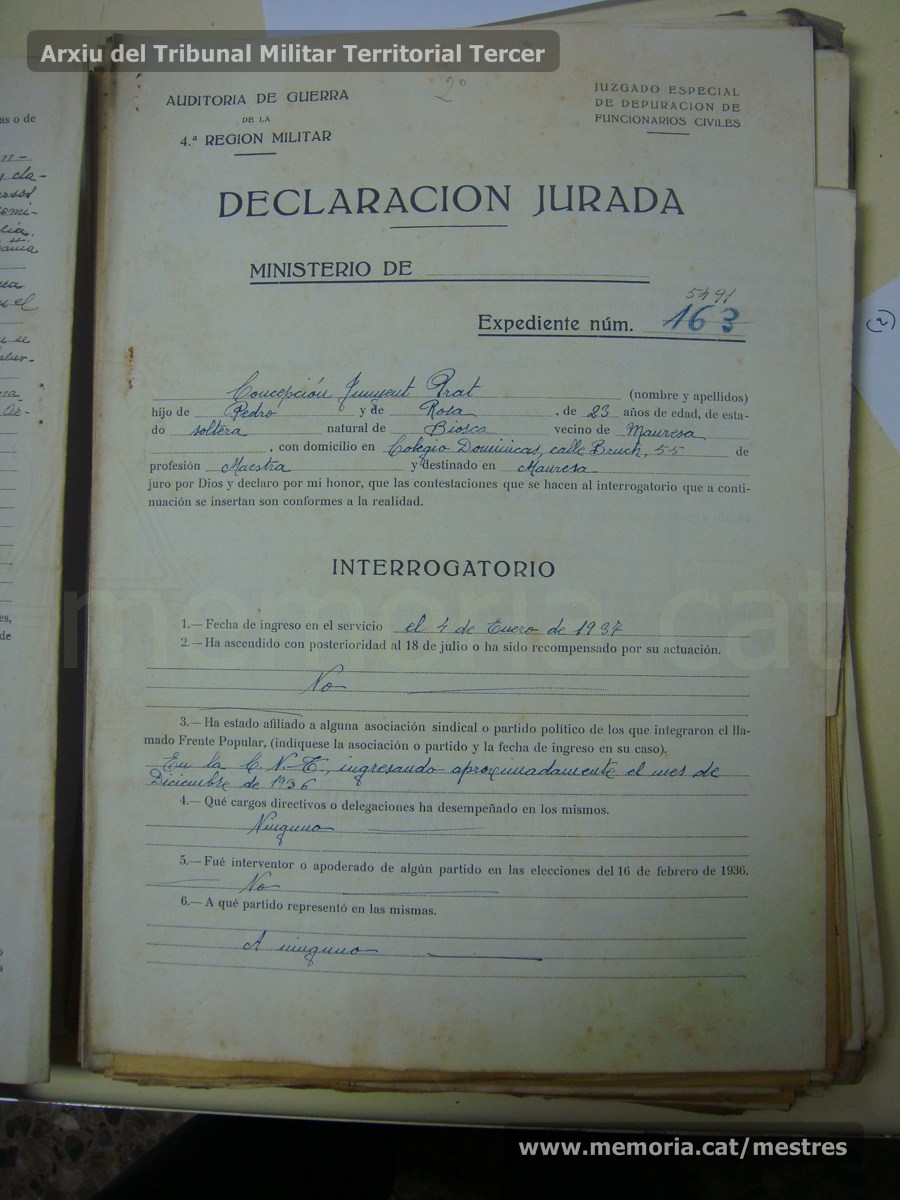 Arxiu del Tribunal Militar Territorial Tercer
AUDITORIA DE GUERRA
DE LA
4.ª REGION MILITAR
2º
JUZGADO ESPECIAL
DE DEPURACION DE
FUNCIONARIOS CIVILES
DECLARACION JURADA
MINISTERIO DE
5491
Expediente núm. 163
Concepción Junyent Prat (nombre y apellidos)
hijo de Pedro y de Rosa, de 23 años de edad, de esta-
do soltera natural de Biosca vecino de Manresa
, con domicilio en Colegio Dominicas, calle Bruch, 55 de
profesión Maestra y destinado en Manresa
juro por Dios y declaro por mi honor, que las contestaciones que se hacen al interrogatorio que a conti-
nuación se insertan son conformes a la realidad.
INTERROGATORIO
1.— Fecha de ingreso en el servicio el 4 de Enero de 1937
2.— Ha ascendido con posterioridad al 18 de julio o ha sido recompensado por su actuación.
No
3.— Ha estado afiliado a alguna asociación sindical o partido político de los que integraron el lla-
mado Frente Popular, (indíquese la asociación o partido y la fecha de ingreso en su caso).
En la C.N.T., ingresando aproximadamente el mes de
Diciembre de 1936
4.— Qué cargos directivos o delegaciones ha desempeñado en los mismos.
Ninguno
5.— Fué interventor o apoderado de algún partido en las elecciones del 16 de febrero de 1936.
No
6.— A qué partido representó en las mismas.
A ninguno
memoria.cat
(2)
www.memoria.cat/mestres